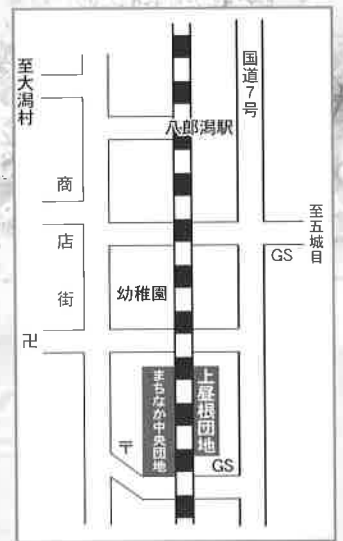 至大潟村
国道7号
八郎潟駅
商店街
至五城目
GS
幼稚園
卍
まちなか中央団地
上昼根団地
〒
GS